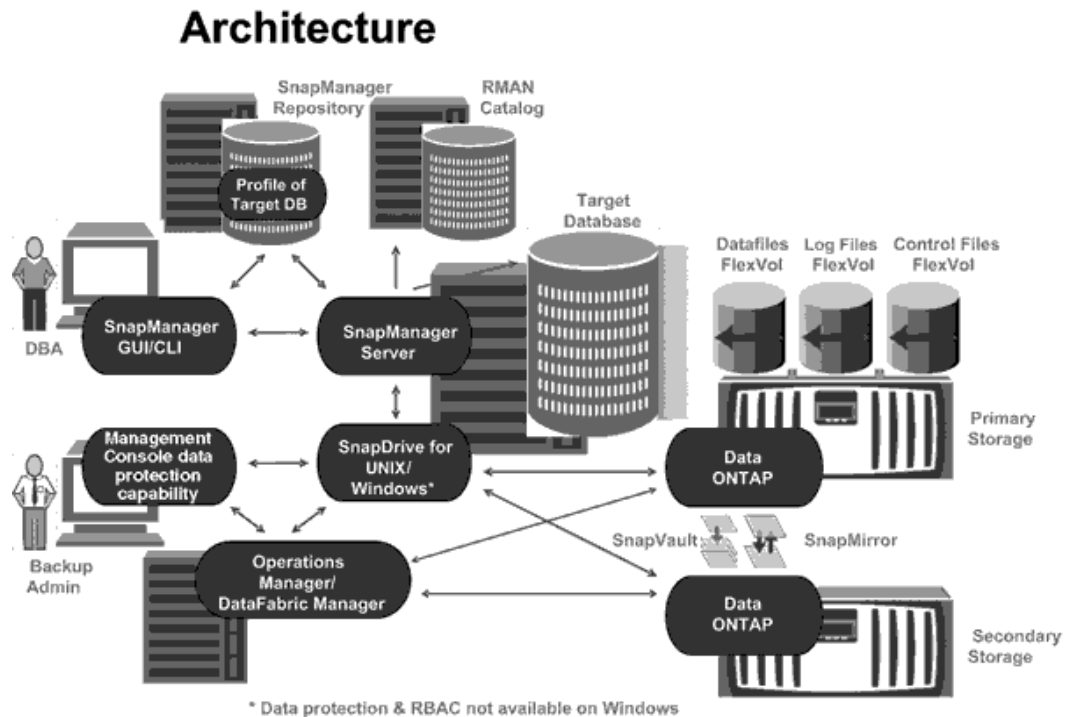 Architecture
SnapManager
Repository
RMAN
Catalog
Profile of
Target DB
Target
Database
Datafiles
FlexVol
Log Files
FlexVol
Control Files
FlexVol
DBA
SnapManager
GUI/CLI
SnapManager
Server
Primary
Storage
Management
Console data
protection
capability
SnapDrive for
UNIX/
Windows*
Data
ONTAP
SnapVault
SnapMirror
Backup
Admin
Operations
Manager/
DataFabric Manager
Data
ONTAP
Secondary
Storage
* Data protection & RBAC not available on Windows